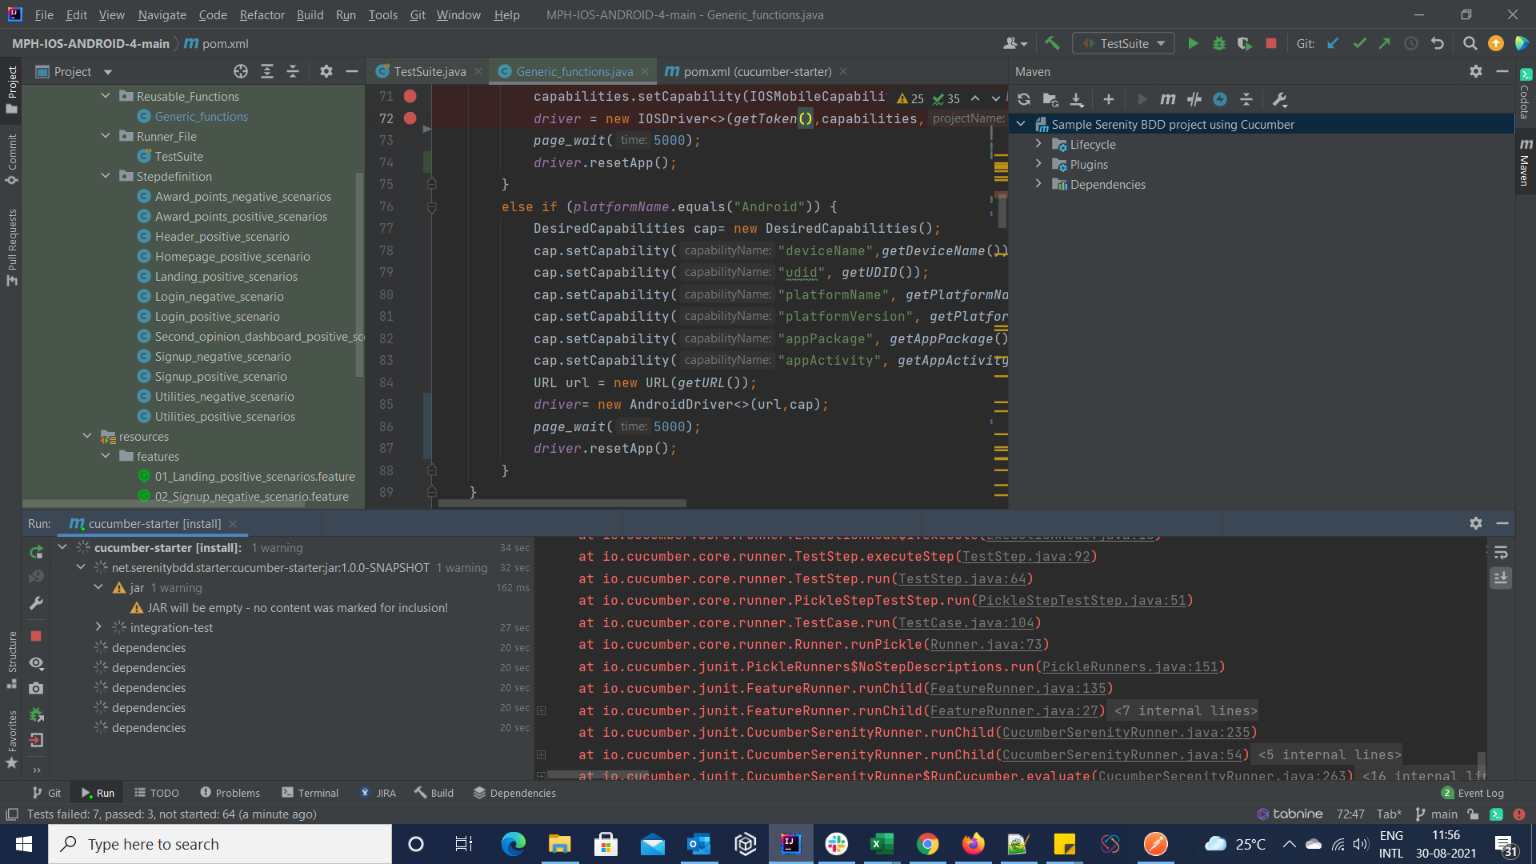 File Edit View Navigate Code Refactor Build Run Tools Git Window Help MPH-IOS-ANDROID-4-main - Generic_functions.java
MPH-IOS-ANDROID-4-main pom.xml TestSuite Git:
Project TestSuite.java Generic_functions.java pom.xml (cucumber-starter) Maven
Project
Commit
Pull Requests
Reusable_Functions
Generic_functions
Runner_File
TestSuite
Stepdefinition
Award_points_negative_scenarios
Award_points_positive_scenarios
Header_positive_scenario
Homepage_positive_scenario
Landing_positive_scenarios
Login_negative_scenario
Login_positive_scenario
Second_opinion_dashboard_positive_sc
Signup_negative_scenario
Signup_positive_scenario
Utilities_negative_scenario
Utilities_positive_scenarios
resources
features
01_Landing_positive_scenarios.feature
02_Signup_negative_scenario.feature
71 capabilities.setCapability(IOSMobileCapabili 25 35
72 driver = new IOSDriver<>(getToken(),capabilities, projectName:
73 page_wait( time: 5000);
74 driver.resetApp();
75 }
76 else if (platformName.equals("Android")) {
77 DesiredCapabilities cap= new DesiredCapabilities();
78 cap.setCapability( capabilityName: "deviceName",getDeviceName())
79 cap.setCapability( capabilityName: "udid", getUDID());
80 cap.setCapability( capabilityName: "platformName", getPlatformNa
81 cap.setCapability( capabilityName: "platformVersion", getPlatfor
82 cap.setCapability( capabilityName: "appPackage", getAppPackage()
83 cap.setCapability( capabilityName: "appActivity", getAppActivity
84 URL url = new URL(getURL());
85 driver= new AndroidDriver<>(url,cap);
86 page_wait( time: 5000);
87 driver.resetApp();
88 }
89 }
Sample Serenity BDD project using Cucumber
Lifecycle
Plugins
Dependencies
Codota
Maven
Run: cucumber-starter [install]
cucumber-starter [install]: 1 warning 34 sec
net.serenitybdd.starter:cucumber-starter:jar:1.0.0-SNAPSHOT 1 warning 32 sec
jar 1 warning 162 ms
JAR will be empty - no content was marked for inclusion!
integration-test 27 sec
dependencies 20 sec
dependencies 20 sec
dependencies 20 sec
dependencies 20 sec
dependencies 20 sec
at io.cucumber.core.runner.TestStep.executeStep(TestStep.java:92)
at io.cucumber.core.runner.TestStep.run(TestStep.java:64)
at io.cucumber.core.runner.PickleStepTestStep.run(PickleStepTestStep.java:51)
at io.cucumber.core.runner.TestCase.run(TestCase.java:104)
at io.cucumber.core.runner.Runner.runPickle(Runner.java:73)
at io.cucumber.junit.PickleRunners$NoStepDescriptions.run(PickleRunners.java:151)
at io.cucumber.junit.FeatureRunner.runChild(FeatureRunner.java:135)
at io.cucumber.junit.FeatureRunner.runChild(FeatureRunner.java:27) <7 internal lines>
at io.cucumber.junit.CucumberSerenityRunner.runChild(CucumberSerenityRunner.java:235)
at io.cucumber.junit.CucumberSerenityRunner.runChild(CucumberSerenityRunner.java:54) <5 internal lines>
at io.cucumber.junit.CucumberSerenityRunner$RunCucumber.evaluate(CucumberSerenityRunner.java:263) <16 internal li
Structure
Favorites
Git Run TODO Problems Terminal JIRA Build Dependencies 2 Event Log
Tests failed: 7, passed: 3, not started: 64 (a minute ago) tabnine 72:47 Tab* main
Type here to search 25°C ENG INTL 11:56 30-08-2021 31